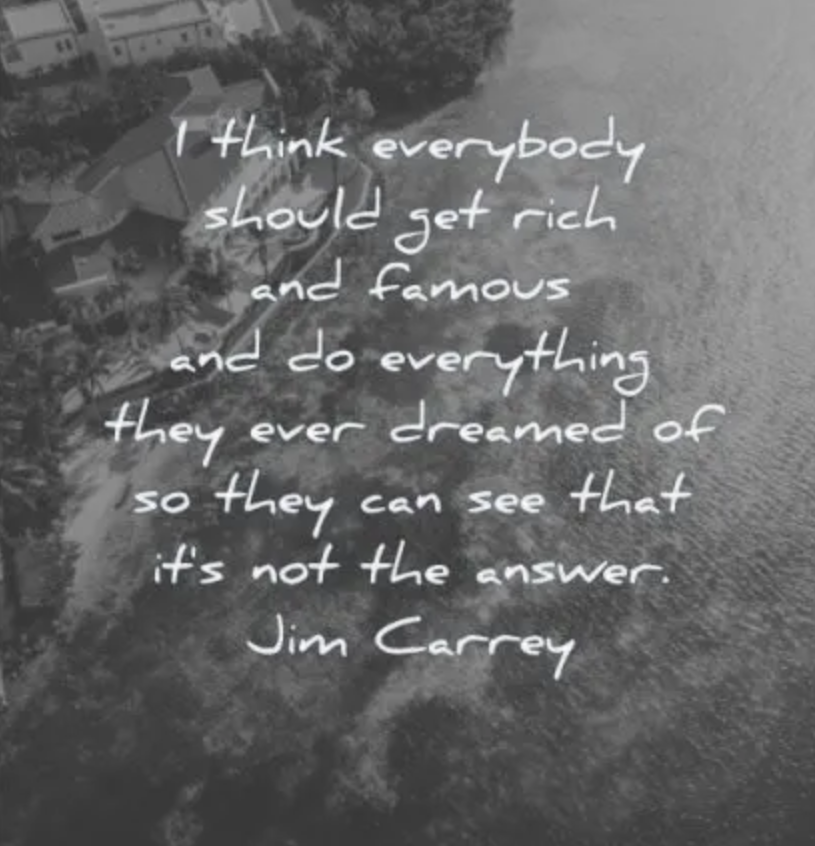 I think everybody
should get rich
and famous
and do everything
they ever dreamed of
so they can see that
it's not the answer.
Jim Carrey